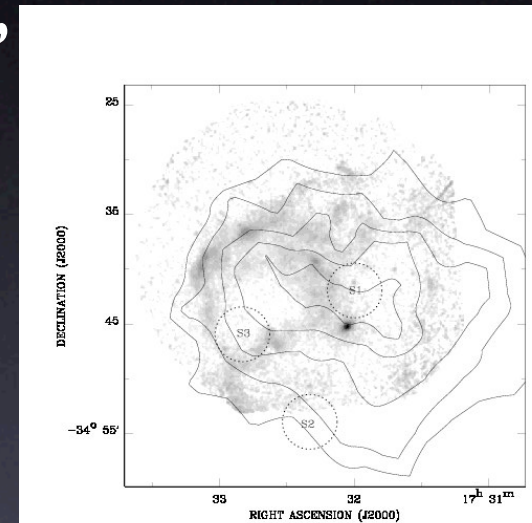 ,
25
35
S1
DECLINATION (J2000)
45
S3
S2
-34° 55'
33
32
17h 31m
RIGHT ASCENSION (J2000)